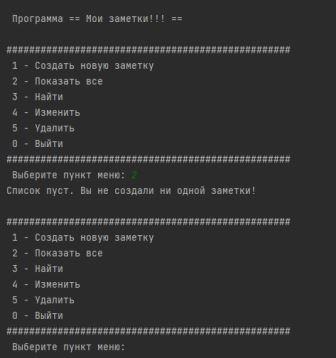 Программа == Мои заметки!!! ==
##################################################
1 - Создать новую заметку
2 - Показать все
3 - Найти
4 - Изменить
5 - Удалить
0 - Выйти
##################################################
Выберите пункт меню: 2
Список пуст. Вы не создали ни одной заметки!
##################################################
1 - Создать новую заметку
2 - Показать все
3 - Найти
4 - Изменить
5 - Удалить
0 - Выйти
##################################################
Выберите пункт меню: